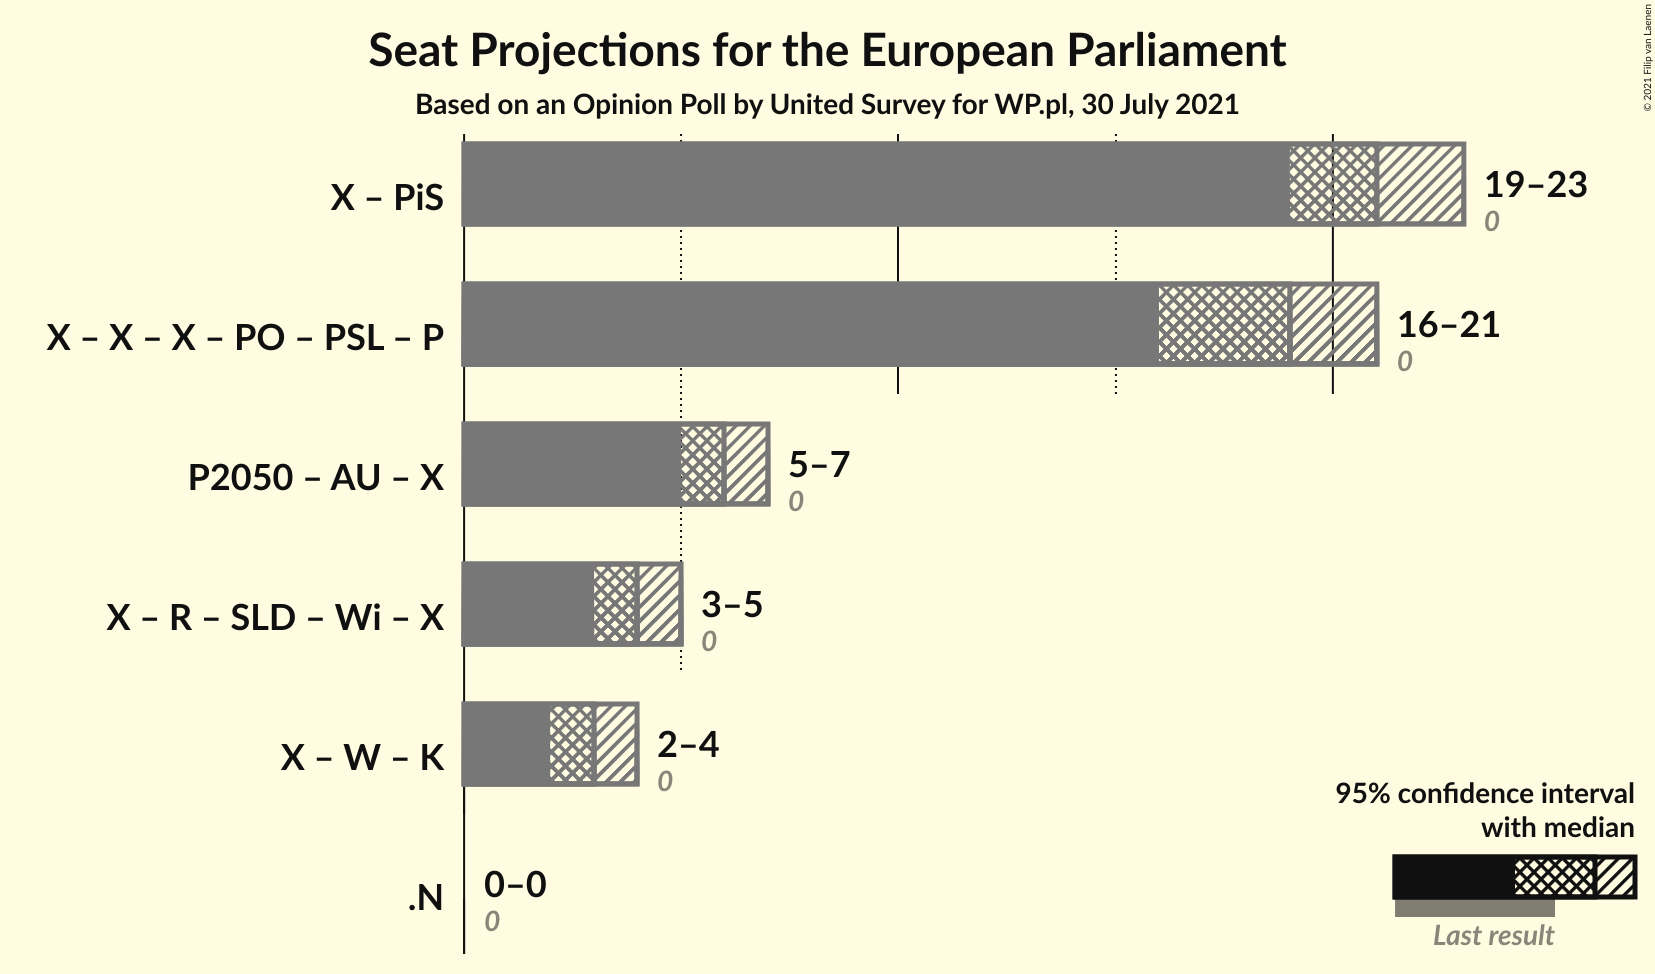 Seat Projections for the European Parliament
Based on an Opinion Poll by United Survey for WP.pl, 30 July 2021
© 2021 Filip van Laenen
X – PiS
19–23
0
X – X – X – PO – PSL – P
16–21
0
P2050 – AU – X
5–7
0
X – R – SLD – Wi – X
3–5
0
X – W – K
2–4
0
.N
0–0
0
95% confidence interval
with median
Last result